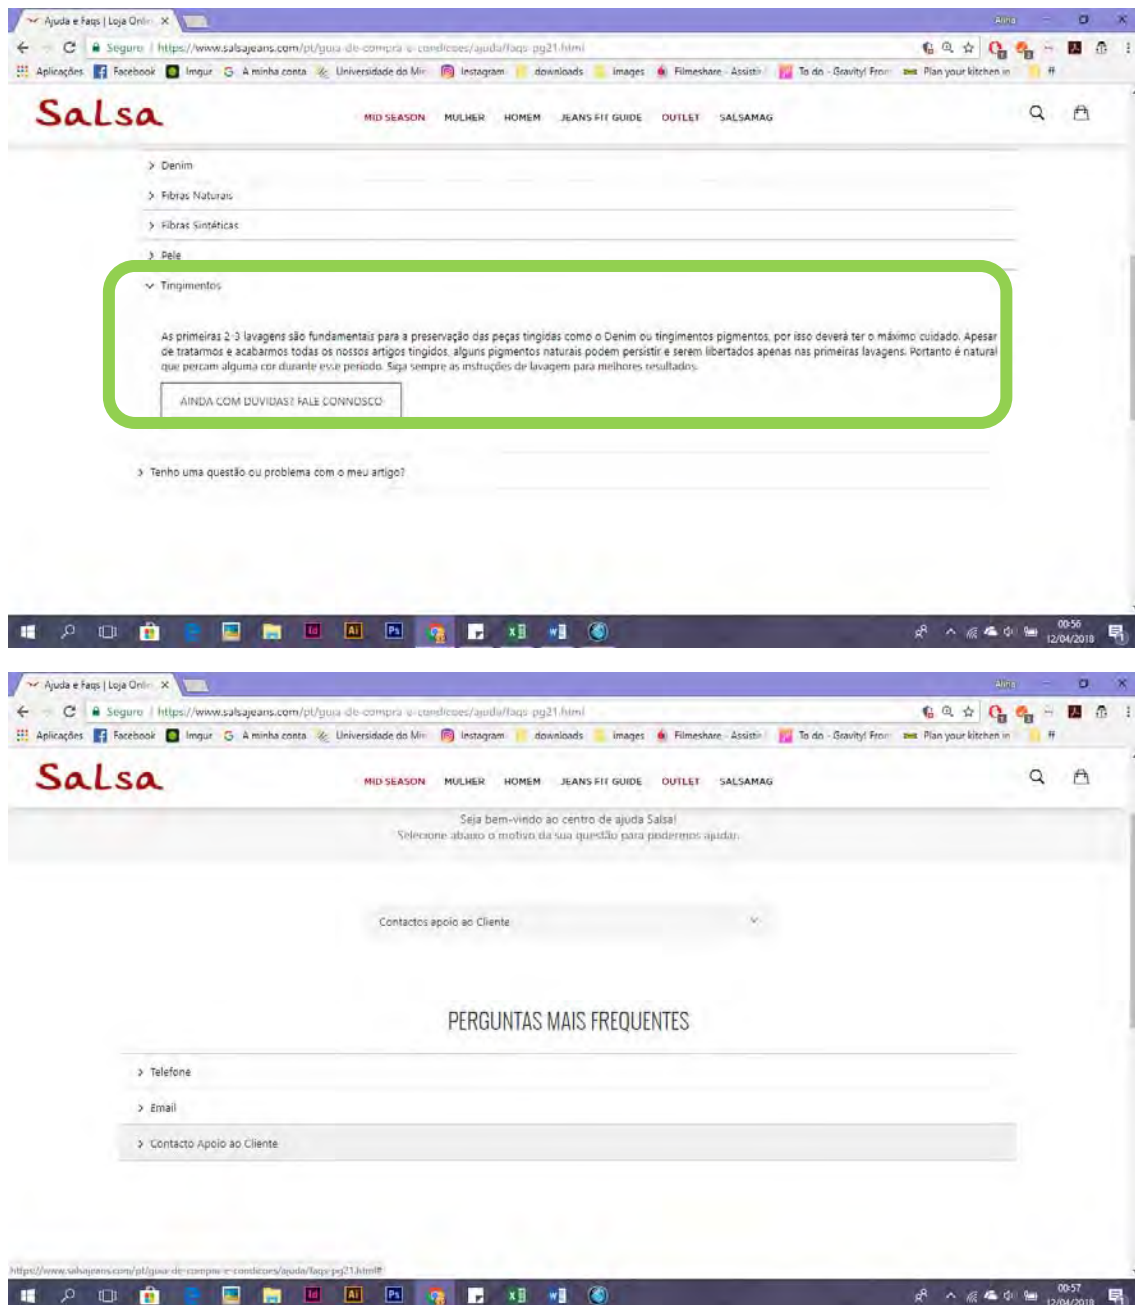 Ajuda e Faqs | Loja Onlin
Seguro | https://www.salsajeans.com/pt/guia-de-compra-e-condicoes/ajuda/faqs-pg21.html
Aplicações Facebook Imgur A minha conta Universidade do Min Instagram downloads images Filmeshare - Assistir To do - Gravity! Fron Plan your kitchen in ff
Salsa MID SEASON MULHER HOMEM JEANS FIT GUIDE OUTLET SALSAMAG
Denim
Fibras Naturais
Fibras Sintéticas
Pele
Tingimentos
As primeiras 2-3 lavagens são fundamentais para a preservação das peças tingidas como o Denim ou tingimentos pigmentos, por isso deverá ter o máximo cuidado. Apesar
de tratarmos e acabarmos todas os nossos artigos tingidos, alguns pigmentos naturais podem persistir e serem libertados apenas nas primeiras lavagens. Portanto é natural
que percam alguma cor durante esse período. Siga sempre as instruções de lavagem para melhores resultados.
AINDA COM DÚVIDAS? FALE CONNOSCO
Tenho uma questão ou problema com o meu artigo?
Id Ai Ps
00:56
12/04/2018
Ajuda e Faqs | Loja Onlin
Seguro | https://www.salsajeans.com/pt/guia-de-compra-e-condicoes/ajuda/faqs-pg21.html
Aplicações Facebook Imgur A minha conta Universidade do Min Instagram downloads images Filmeshare - Assistir To do - Gravity! Fron Plan your kitchen in ff
Salsa MID SEASON MULHER HOMEM JEANS FIT GUIDE OUTLET SALSAMAG
Seja bem-vindo ao centro de ajuda Salsa!
Selecione abaixo o motivo da sua questão para podermos ajudar.
Contactos apoio ao Cliente
PERGUNTAS MAIS FREQUENTES
Telefone
Email
Contacto Apoio ao Cliente
https://www.salsajeans.com/pt/guia-de-compra-e-condicoes/ajuda/faqs-pg21.html#
Id Ai Ps
00:57
12/04/2018